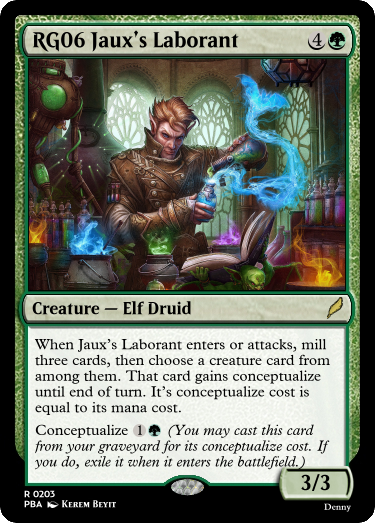 RG06 Jaux's Laborant 4
Creature — Elf Druid
When Jaux's Laborant enters or attacks, mill
three cards, then choose a creature card from
among them. That card gains conceptualize
until end of turn. It's conceptualize cost is
equal to its mana cost.
Conceptualize 1 (You may cast this card
from your graveyard for its conceptualize cost. If
you do, exile it when it enters the battlefield.)
3/3
R 0203
PBA Kerem Beyit
Denny